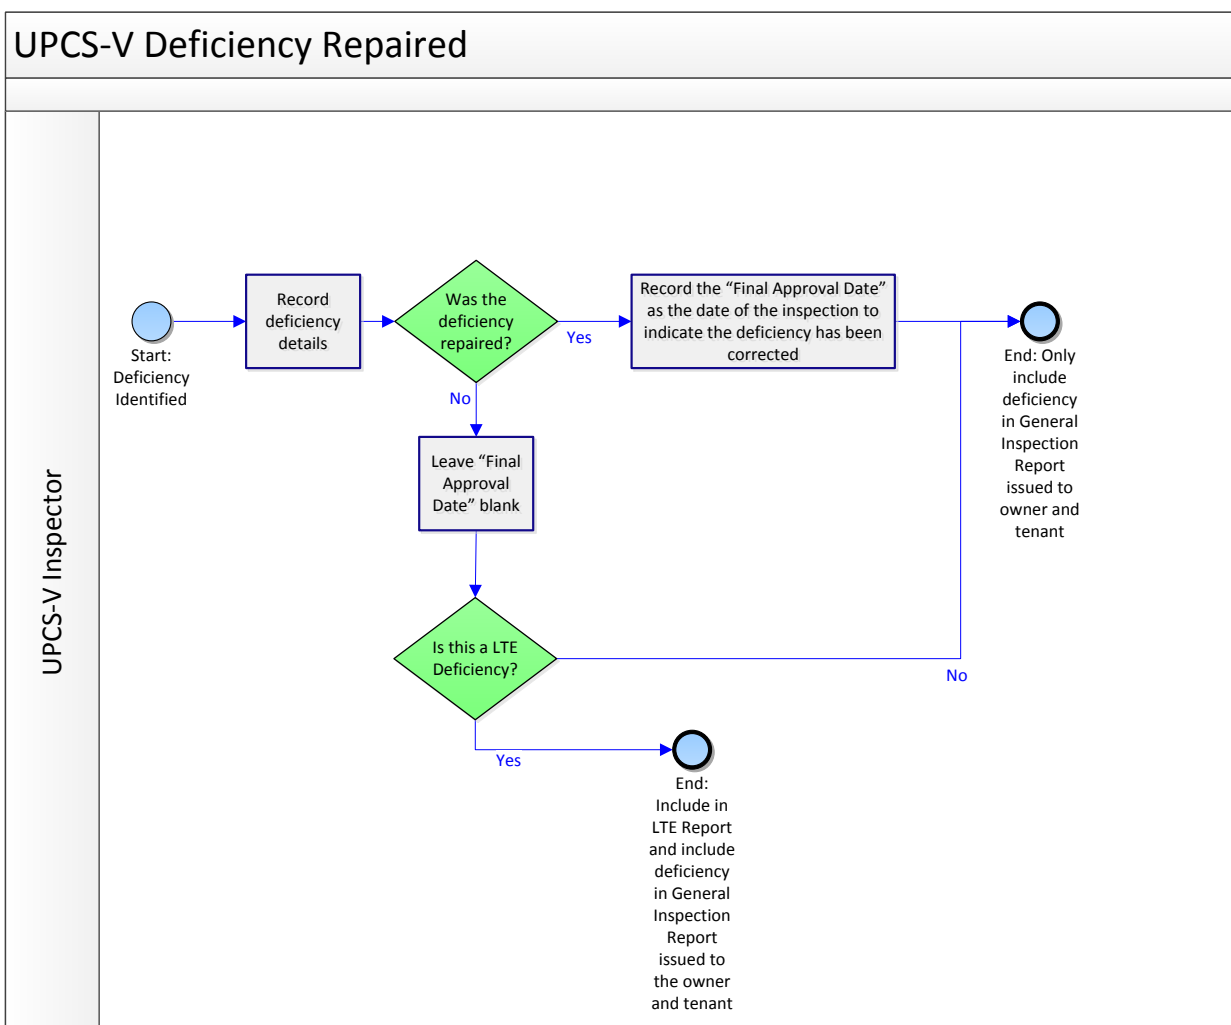 UPCS-V Deficiency Repaired
UPCS-V Inspector
Start:
Deficiency
Identified
Record
deficiency
details
Was the
deficiency
repaired?
Yes
Record the “Final Approval Date”
as the date of the inspection to
indicate the deficiency has been
corrected
End: Only
include
deficiency
in General
Inspection
Report
issued to
owner and
tenant
No
Leave “Final
Approval
Date” blank
Is this a LTE
Deficiency?
No
Yes
End:
Include in
LTE Report
and include
deficiency
in General
Inspection
Report
issued to
the owner
and tenant